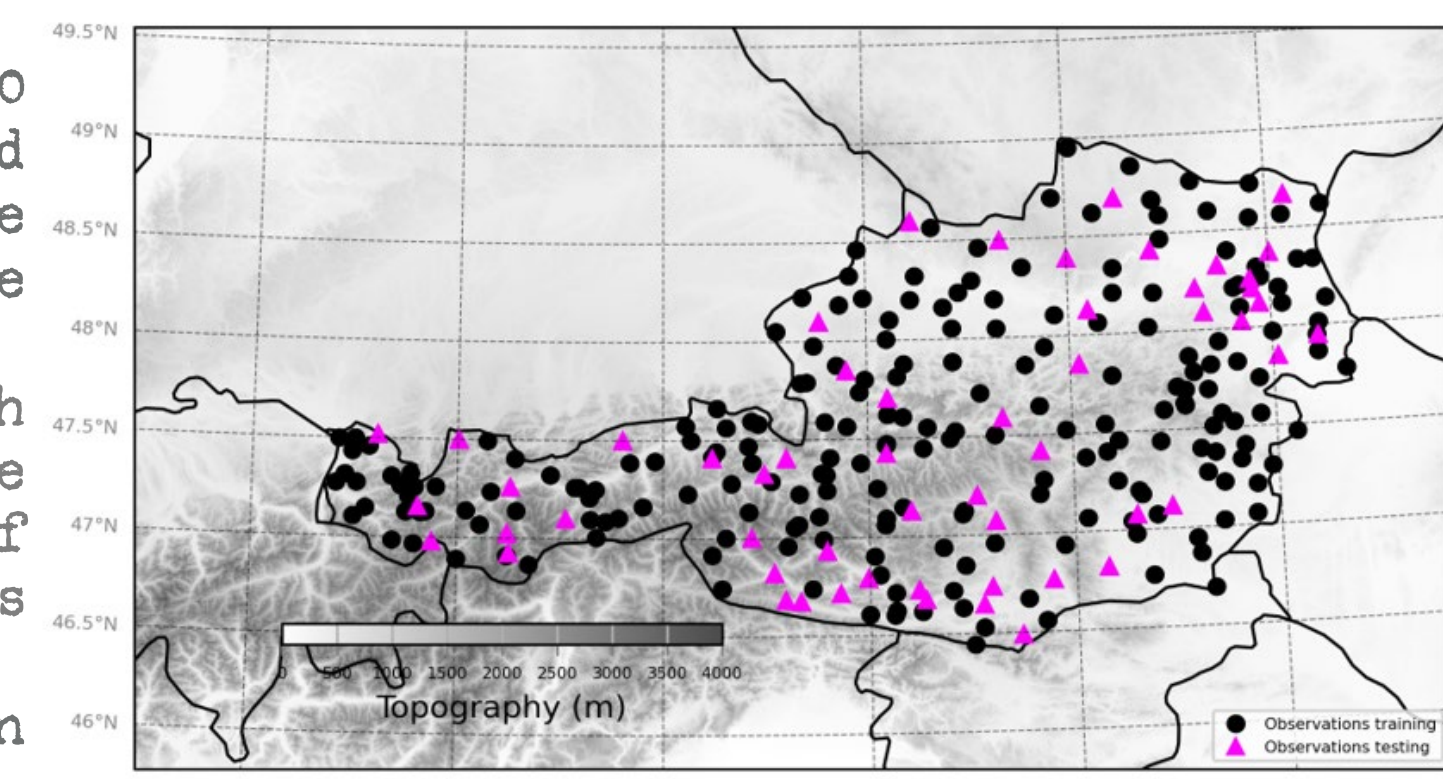 49.5°N
o
49°N
d
48.5°N
e
e
48°N
h
47.5°N
e
47°N
f
s
46.5°N
0 500 1000 1500 2000 2500 3000 3500 4000
Topography (m)
n
46°N
Observations training
Observations testing